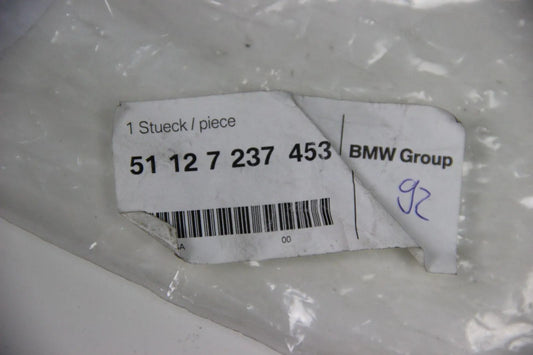 1 Stueck / piece
51 12 7 237 453
BMW Group
92
00